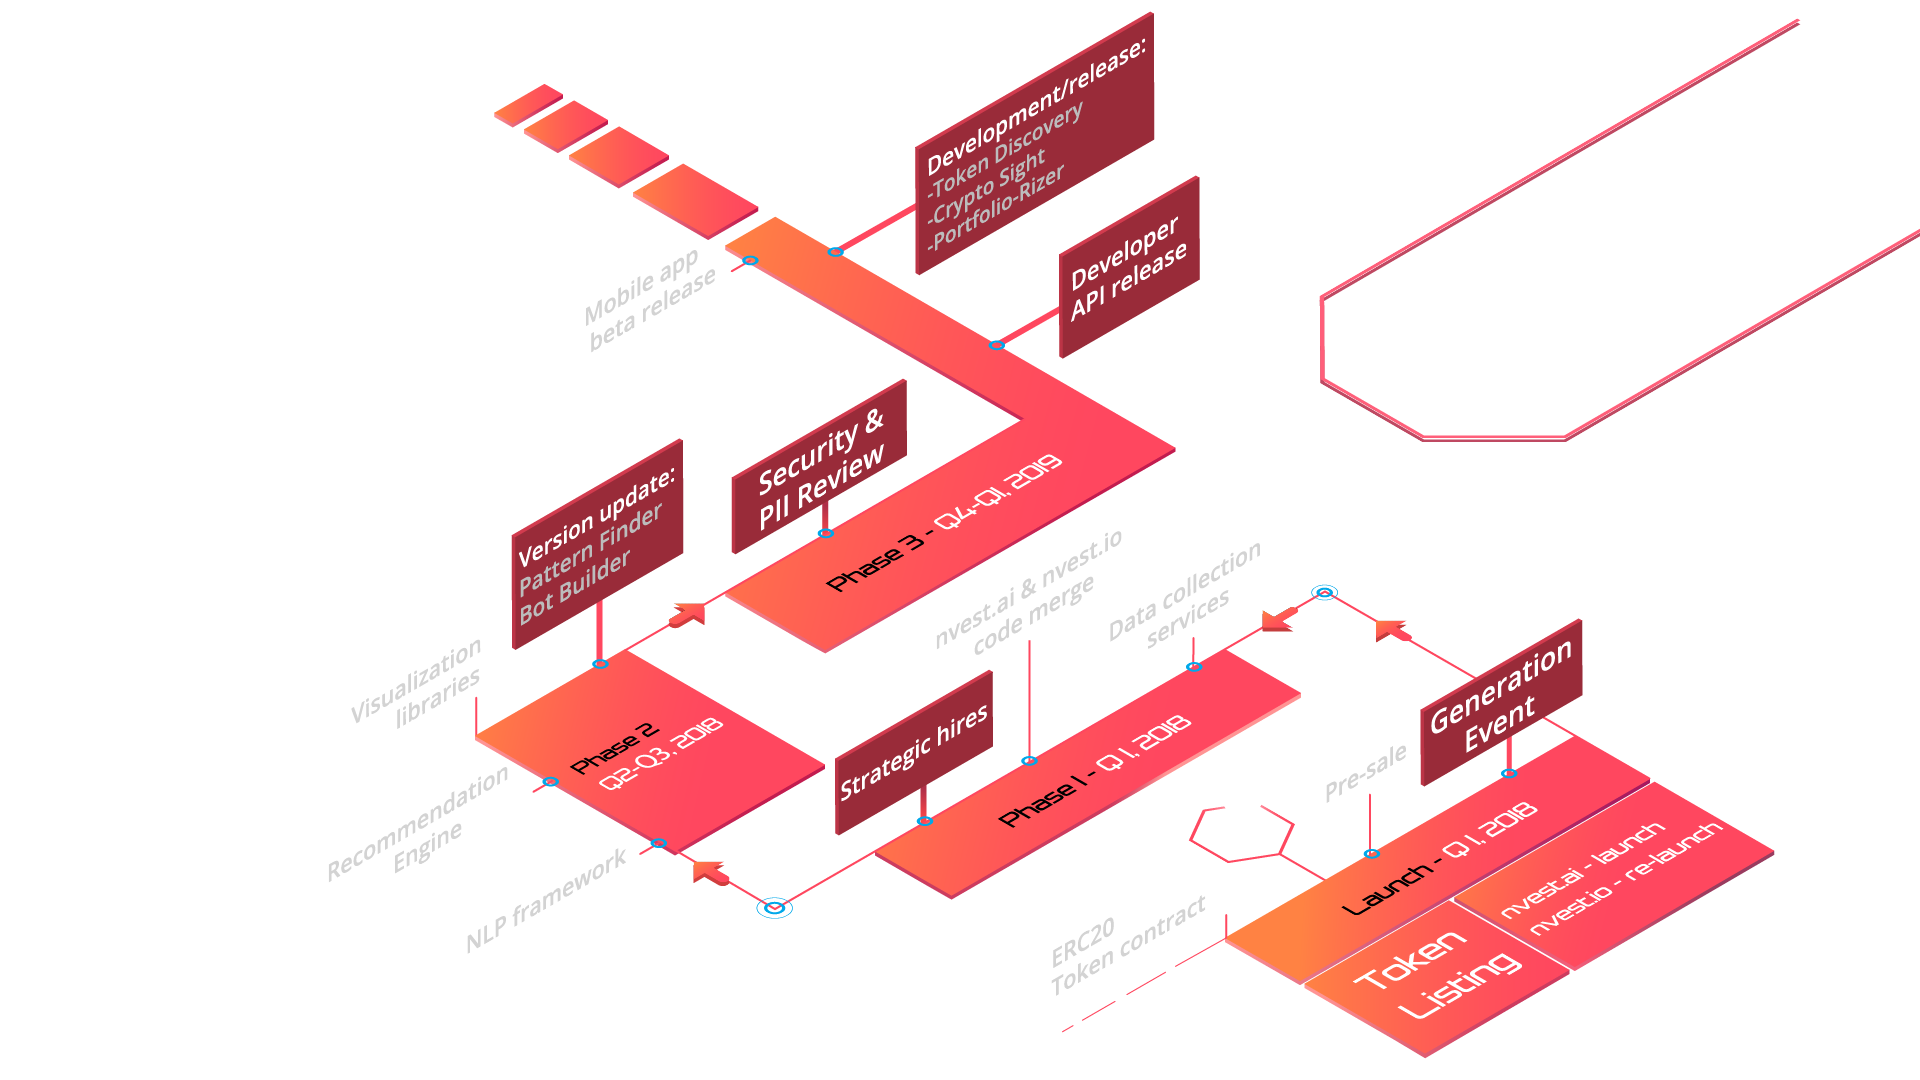 Development/release:
-Token Discovery
-Crypto Sight
-Portfolio-Rizer
Developer
API release
Mobile app
beta release
Security &
PII Review
Phase 3 - Q4-Q1, 2019
Version update:
Pattern Finder
Bot Builder
Visualization
libraries
Phase 2
Q2-Q3, 2018
Recommendation
Engine
NLP framework
Strategic hires
nvest.ai & nvest.io
code merge
Data collection
services
Phase 1 - Q1, 2018
Generation
Event
Pre-sale
Launch - Q1, 2018
ERC20
Token contract
nvest.ai - launch
nvest.io - re-launch
Token
Listing